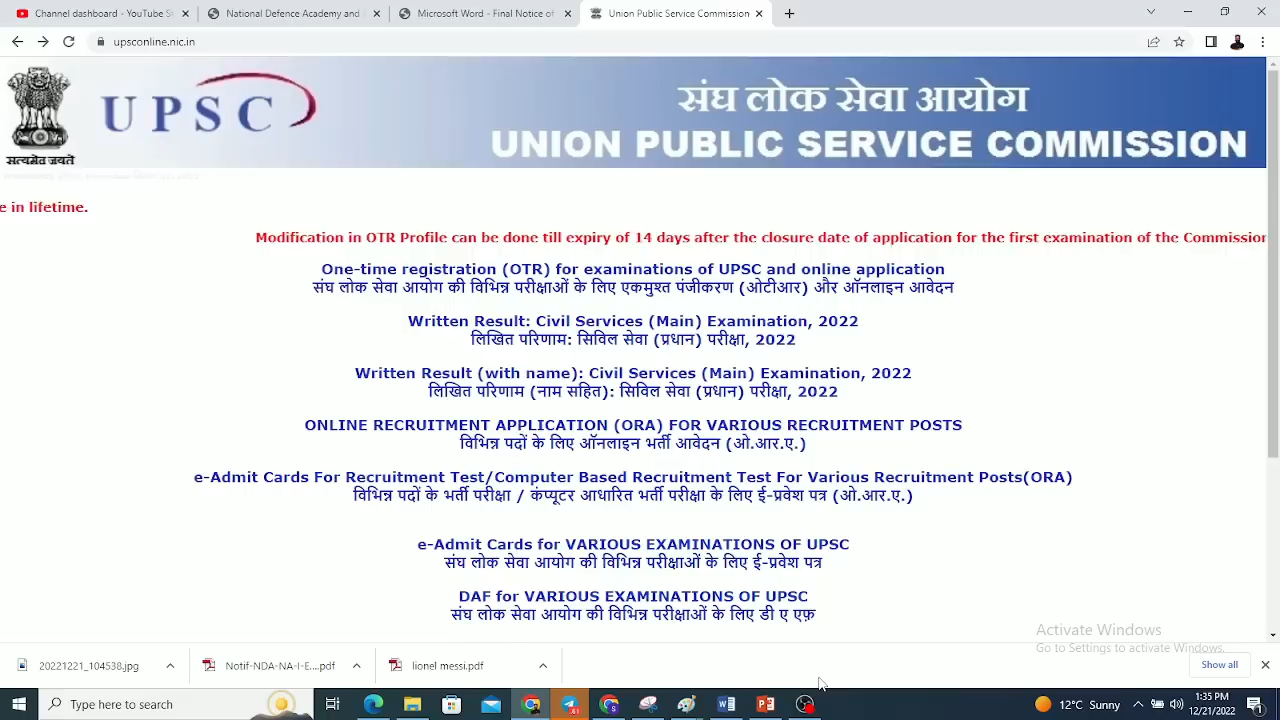 Dashboard - YouTube S
National Defence Academy and
Microsoft Word - Final Notice of
Union Public Service Commission
upsconline.nic.in
सत्यमेव जयते
UPSC
संघ लोक सेवा आयोग
UNION PUBLIC SERVICE COMMISSION
e in lifetime.
Modification in OTR Profile can be done till expiry of 14 days after the closure date of application for the first examination of the Commission
One-time registration (OTR) for examinations of UPSC and online application
संघ लोक सेवा आयोग की विभिन्न परीक्षाओं के लिए एकमुश्त पंजीकरण (ओटीआर) और ऑनलाइन आवेदन
Written Result: Civil Services (Main) Examination, 2022
लिखित परिणाम: सिविल सेवा (प्रधान) परीक्षा, 2022
Written Result (with name): Civil Services (Main) Examination, 2022
लिखित परिणाम (नाम सहित): सिविल सेवा (प्रधान) परीक्षा, 2022
ONLINE RECRUITMENT APPLICATION (ORA) FOR VARIOUS RECRUITMENT POSTS
विभिन्न पदों के लिए ऑनलाइन भर्ती आवेदन (ओ.आर.ए.)
e-Admit Cards For Recruitment Test/Computer Based Recruitment Test For Various Recruitment Posts(ORA)
विभिन्न पदों के भर्ती परीक्षा / कंप्यूटर आधारित भर्ती परीक्षा के लिए ई-प्रवेश पत्र (ओ.आर.ए.)
e-Admit Cards for VARIOUS EXAMINATIONS OF UPSC
संघ लोक सेवा आयोग की विभिन्न परीक्षाओं के लिए ई-प्रवेश पत्र
DAF for VARIOUS EXAMINATIONS OF UPSC
संघ लोक सेवा आयोग की विभिन्न परीक्षाओं के लिए डी ए एफ़
Activate Windows
Go to Settings to activate Windows.
20221221_104538.jpg
Notif-NDA-NA-I-E....pdf
lionel messi.pdf
Show all
Type here to search
12°C Sunny
1:35 PM
12/21/2022